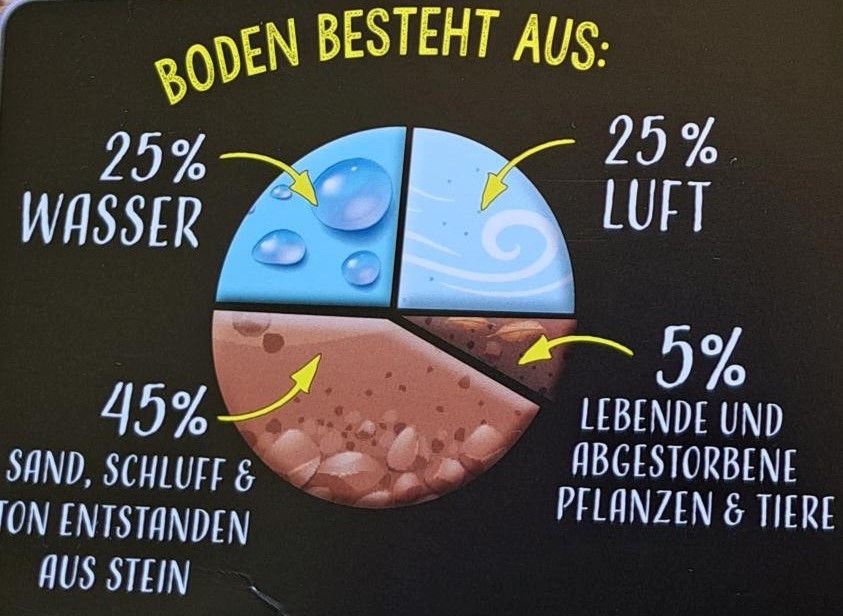 BODEN BESTEHT AUS:
25%
WASSER
25%
LUFT
45%
SAND, SCHLUFF &
TON ENTSTANDEN
AUS STEIN
5%
LEBENDE UND
ABGESTORBENE
PFLANZEN & TIERE